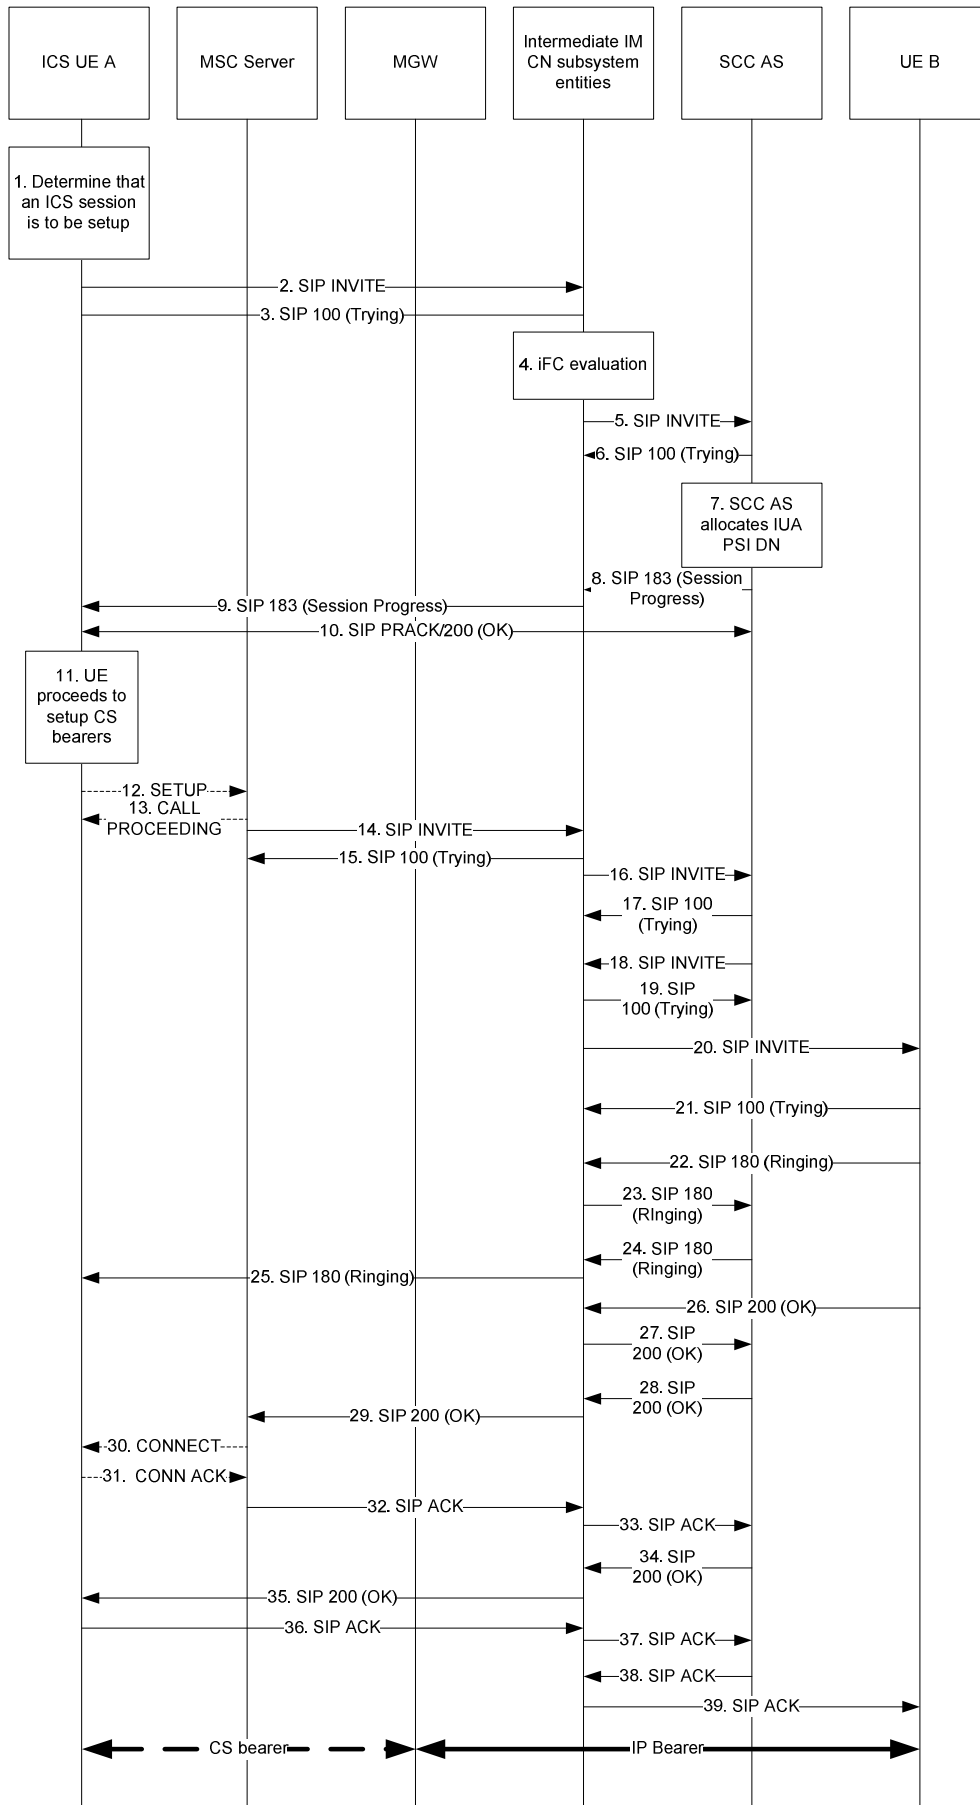 ICS UE A
MSC Server
MGW
Intermediate IM
CN subsystem
entities
SCC AS
UE B
1. Determine that
an ICS session
is to be setup
2. SIP INVITE
3. SIP 100 (Trying)
4. iFC evaluation
5. SIP INVITE
6. SIP 100 (Trying)
7. SCC AS
allocates IUA
PSI DN
8. SIP 183 (Session
Progress)
9. SIP 183 (Session Progress)
10. SIP PRACK/200 (OK)
11. UE
proceeds to
setup CS
bearers
12. SETUP
13. CALL
PROCEEDING
14. SIP INVITE
15. SIP 100 (Trying)
16. SIP INVITE
17. SIP 100
(Trying)
18. SIP INVITE
19. SIP
100 (Trying)
20. SIP INVITE
21. SIP 100 (Trying)
22. SIP 180 (Ringing)
23. SIP 180
(RInging)
24. SIP 180
(Ringing)
25. SIP 180 (Ringing)
26. SIP 200 (OK)
27. SIP
200 (OK)
28. SIP
200 (OK)
29. SIP 200 (OK)
30. CONNECT
31. CONN ACK
32. SIP ACK
33. SIP ACK
34. SIP
200 (OK)
35. SIP 200 (OK)
36. SIP ACK
37. SIP ACK
38. SIP ACK
39. SIP ACK
CS bearer
IP Bearer